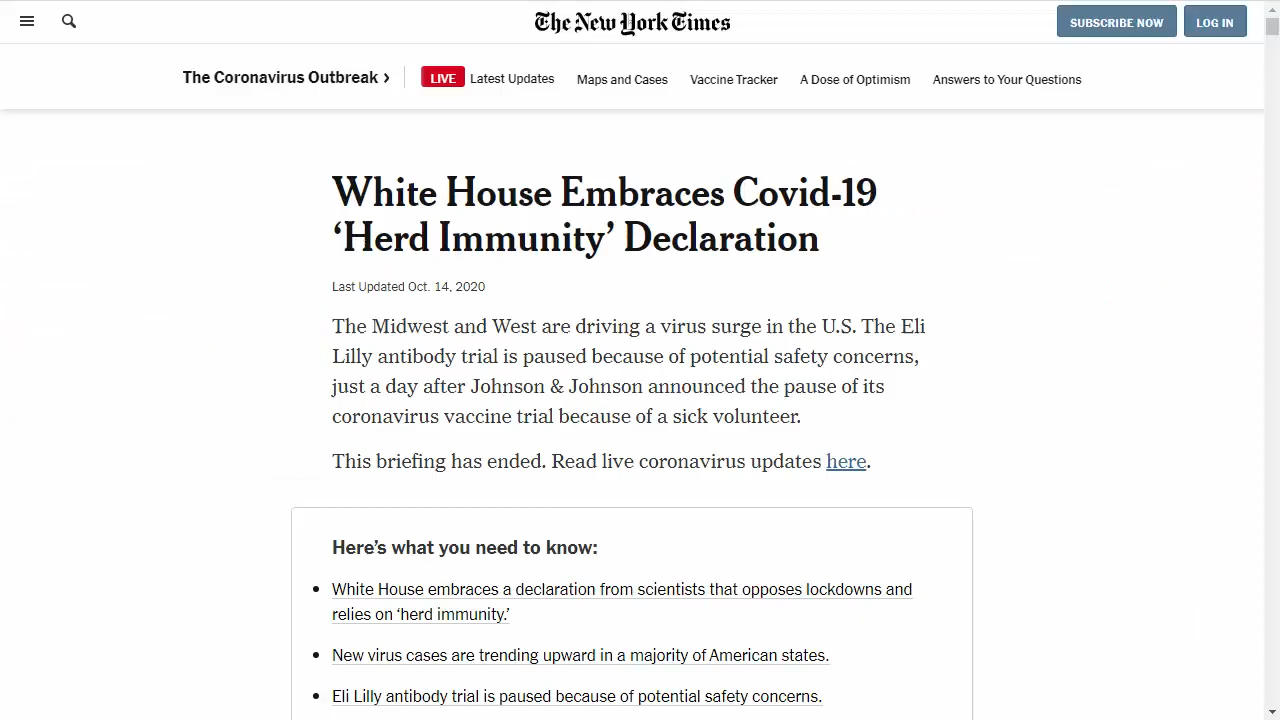 The New York Times
SUBSCRIBE NOW
LOG IN
The Coronavirus Outbreak ›
LIVE Latest Updates
Maps and Cases
Vaccine Tracker
A Dose of Optimism
Answers to Your Questions
White House Embraces Covid-19
‘Herd Immunity’ Declaration
Last Updated Oct. 14, 2020
The Midwest and West are driving a virus surge in the U.S. The Eli
Lilly antibody trial is paused because of potential safety concerns,
just a day after Johnson & Johnson announced the pause of its
coronavirus vaccine trial because of a sick volunteer.
This briefing has ended. Read live coronavirus updates here.
Here’s what you need to know:
• White House embraces a declaration from scientists that opposes lockdowns and
relies on ‘herd immunity.’
• New virus cases are trending upward in a majority of American states.
• Eli Lilly antibody trial is paused because of potential safety concerns.